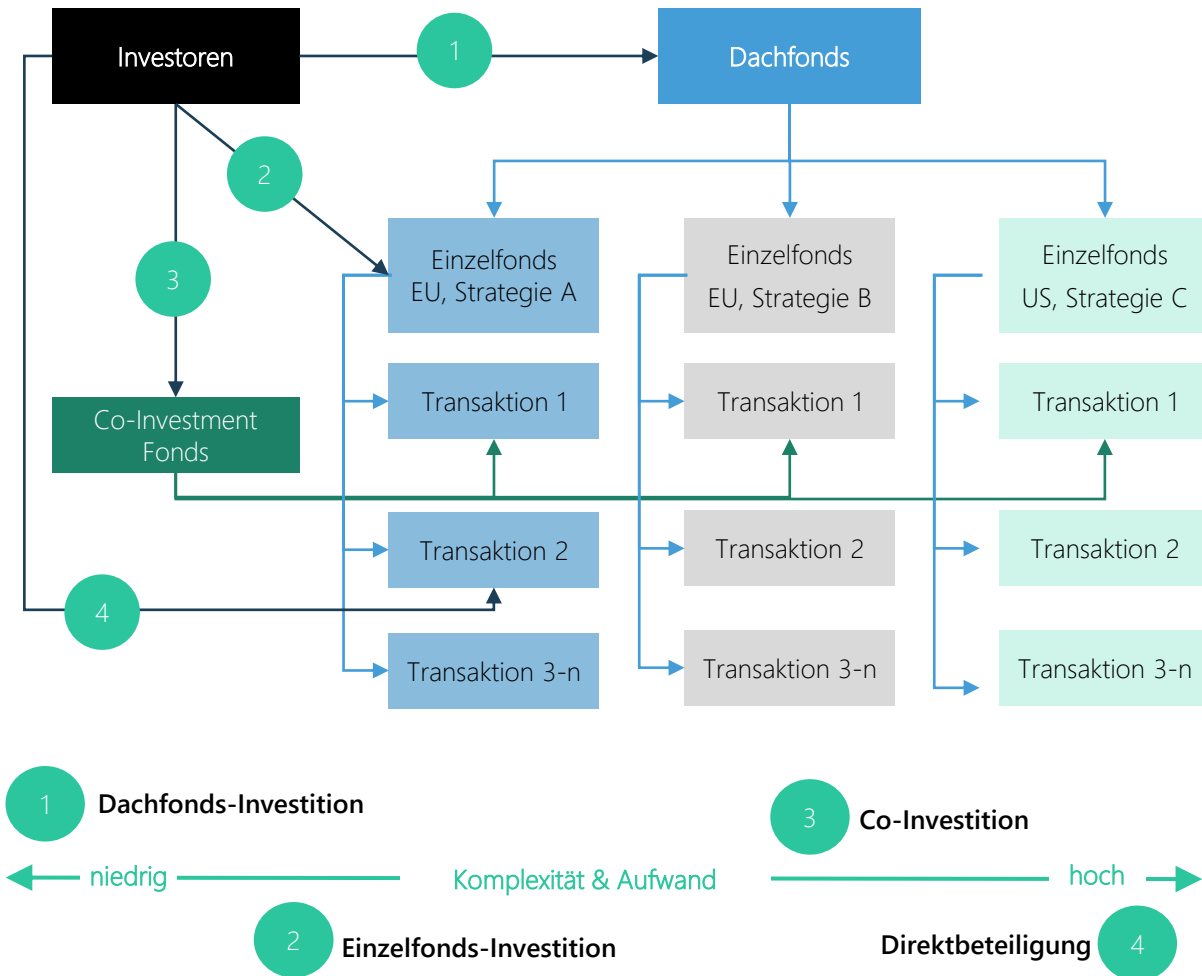 Investoren
1
Dachfonds
2
3
Einzelfonds
EU, Strategie A
Einzelfonds
EU, Strategie B
Einzelfonds
US, Strategie C
Transaktion 1
Transaktion 1
Transaktion 1
Co-Investment
Fonds
Transaktion 2
Transaktion 2
Transaktion 2
4
Transaktion 3-n
Transaktion 3-n
Transaktion 3-n
1 Dachfonds-Investition
3 Co-Investition
niedrig Komplexität & Aufwand hoch
2 Einzelfonds-Investition
Direktbeteiligung 4